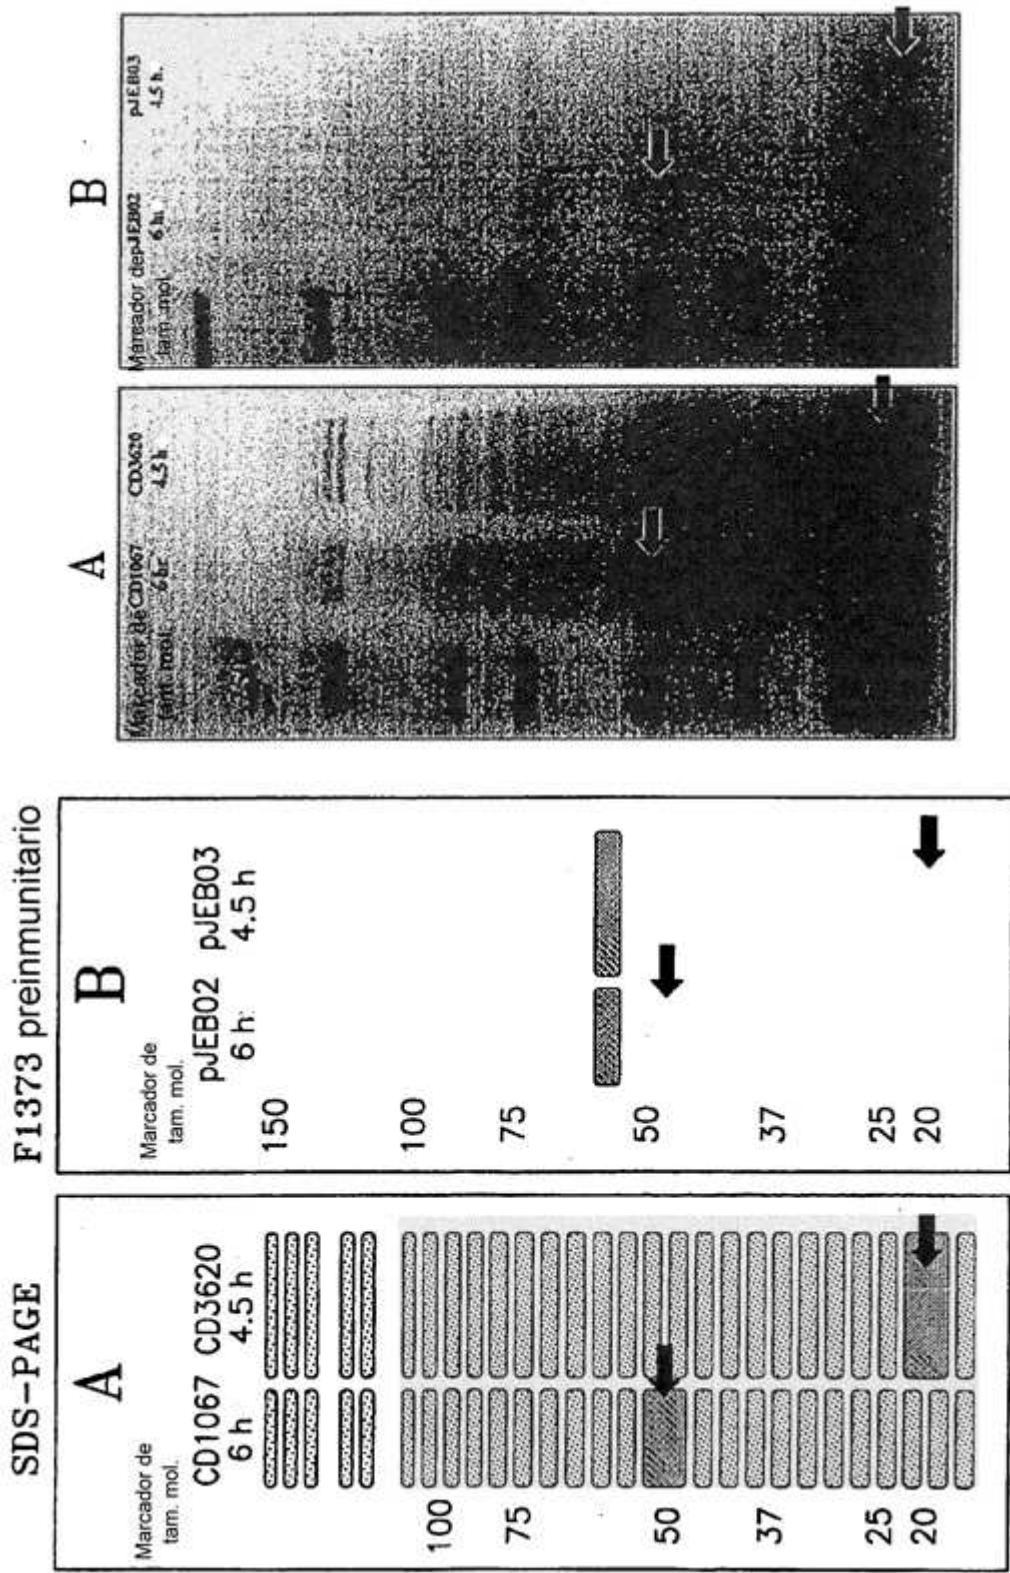 SDS-PAGE
A
Marcador de
tam. mol.
CD1067 CD3620
6 h 4.5 h
100
75
50
37
25
20
F1373 preinmunitario
B
Marcador de
tam. mol.
pJEB02 pJEB03
6 h: 4.5 h
150
100
75
50
37
25
20
A
Marcador de CD1067 CD3620
tam. mol. 6 hr 4.5 h
B
Marcador de pJEB02 pJEB03
tam. mol. 6 h. 4.5 h.